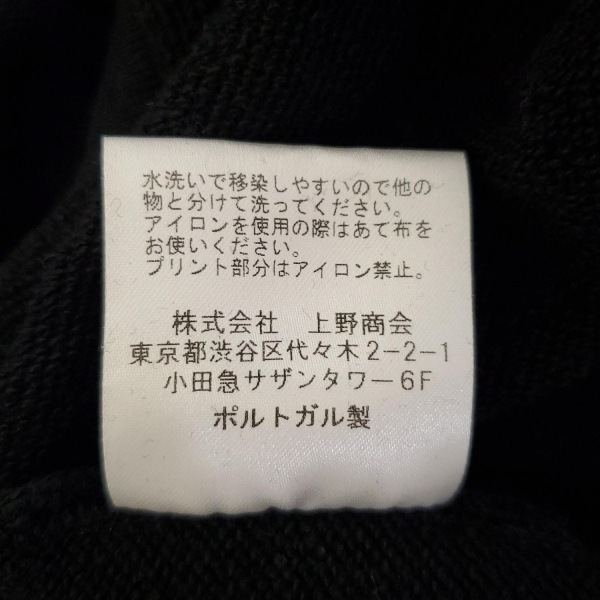 水洗いで移染しやすいので他の
物と分けて洗ってください。
アイロンを使用の際はあて布を
お使いください。
プリント部分はアイロン禁止。
株式会社　上野商会
東京都渋谷区代々木2-2-1
小田急サザンタワー6F
ポルトガル製